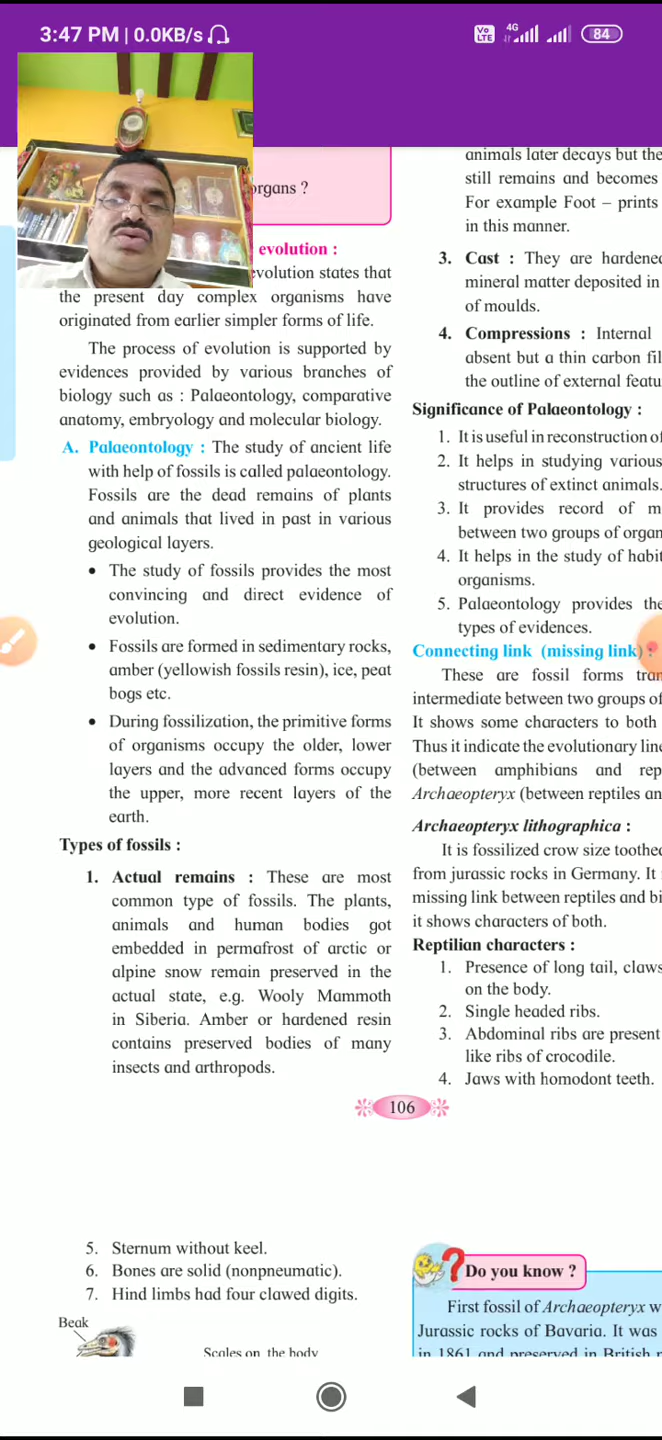 3:47 PM | 0.0KB/s
Vo LTE 4G 84
organs ?
evolution :
evolution states that
the present day complex organisms have
originated from earlier simpler forms of life.
The process of evolution is supported by
evidences provided by various branches of
biology such as : Palaeontology, comparative
anatomy, embryology and molecular biology.
A. Palaeontology : The study of ancient life
with help of fossils is called palaeontology.
Fossils are the dead remains of plants
and animals that lived in past in various
geological layers.
• The study of fossils provides the most
convincing and direct evidence of
evolution.
• Fossils are formed in sedimentary rocks,
amber (yellowish fossils resin), ice, peat
bogs etc.
• During fossilization, the primitive forms
of organisms occupy the older, lower
layers and the advanced forms occupy
the upper, more recent layers of the
earth.
Types of fossils :
1. Actual remains : These are most
common type of fossils. The plants,
animals and human bodies got
embedded in permafrost of arctic or
alpine snow remain preserved in the
actual state, e.g. Wooly Mammoth
in Siberia. Amber or hardened resin
contains preserved bodies of many
insects and arthropods.
animals later decays but the
still remains and becomes
For example Foot – prints
in this manner.
3. Cast : They are hardened
mineral matter deposited in
of moulds.
4. Compressions : Internal
absent but a thin carbon fil
the outline of external featu
Significance of Palaeontology :
1. It is useful in reconstruction of
2. It helps in studying various
structures of extinct animals.
3. It provides record of m
between two groups of organ
4. It helps in the study of habit
organisms.
5. Palaeontology provides the
types of evidences.
Connecting link (missing link) :
These are fossil forms tran
intermediate between two groups of
It shows some characters to both
Thus it indicate the evolutionary line
(between amphibians and rep
Archaeopteryx (between reptiles an
Archaeopteryx lithographica :
It is fossilized crow size toothed
from jurassic rocks in Germany. It
missing link between reptiles and bi
it shows characters of both.
Reptilian characters :
1. Presence of long tail, claws
on the body.
2. Single headed ribs.
3. Abdominal ribs are present
like ribs of crocodile.
4. Jaws with homodont teeth.
106
5. Sternum without keel.
6. Bones are solid (nonpneumatic).
7. Hind limbs had four clawed digits.
Beak
Scales on the body
Do you know ?
First fossil of Archaeopteryx w
Jurassic rocks of Bavaria. It was
in 1861 and preserved in British